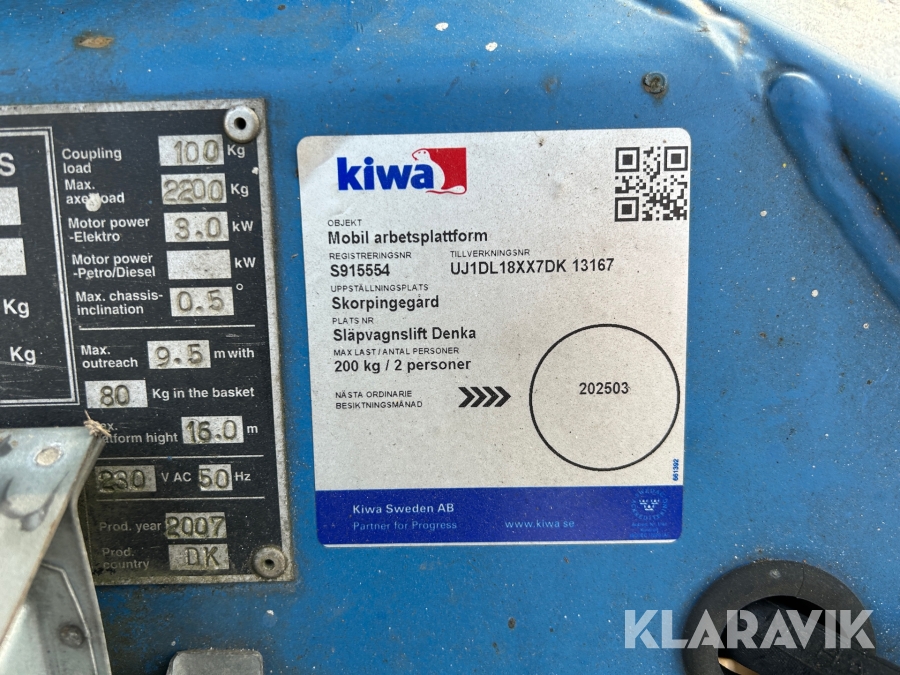 S
Kg
Kg
Coupling load 100 Kg
Max. axe load 2200 Kg
Motor power -Elektro 3.0 kW
Motor power -Petro/Diesel kW
Max. chassis-inclination 0.5°
Max. outreach 9.5 m with
80 Kg in the basket
Max.
hight 16.0 m
230 V AC 50 Hz
Prod. year 2007
Prod. country DK
kiwa
OBJEKT
Mobil arbetsplattform
REGISTRERINGSNR TILLVERKNINGSNR
S915554 UJ1DL18XX7DK 13167
UPPSTÄLLNINGSPLATS
Skorpingegård
PLATS NR
Släpvagnslift Denka
MAX LAST / ANTAL PERSONER
200 kg / 2 personer
NÄSTA ORDINARIE
BESIKTNINGSMÅNAD
202503
661392
Kiwa Sweden AB
Partner for Progress www.kiwa.se
KLARAVIK